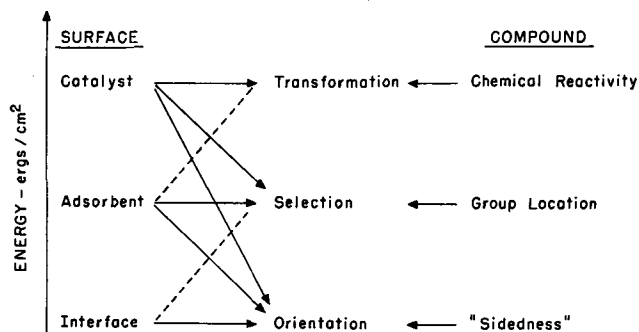 SURFACE COMPOUND
Catalyst Transformation Chemical Reactivity
Adsorbent Selection Group Location
Interface Orientation "Sidedness"
ENERGY – ergs/cm²